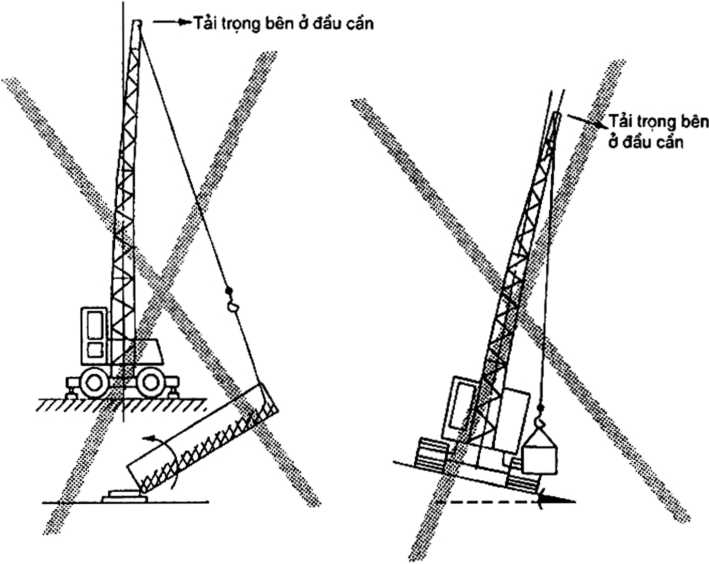 Tải trọng bên ở đầu cần
Tải trọng bên
ở đầu cần